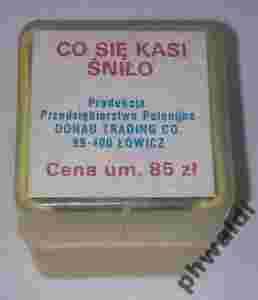 CO SIĘ KASI
ŚNIŁO
Produkcja
Przedsiębiorstwo Polonijne
DONAU TRADING CO.
99-400 ŁOWICZ
Cena um. 85 zł
phwaldi